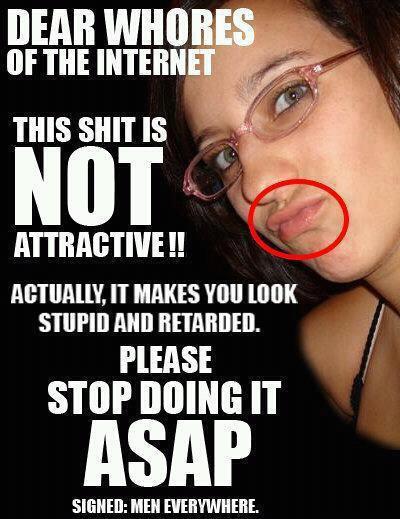 DEAR WHORES
OF THE INTERNET
THIS SHIT IS
NOT
ATTRACTIVE!!
ACTUALLY, IT MAKES YOU LOOK
STUPID AND RETARDED.
PLEASE
STOP DOING IT
ASAP
SIGNED: MEN EVERYWHERE.